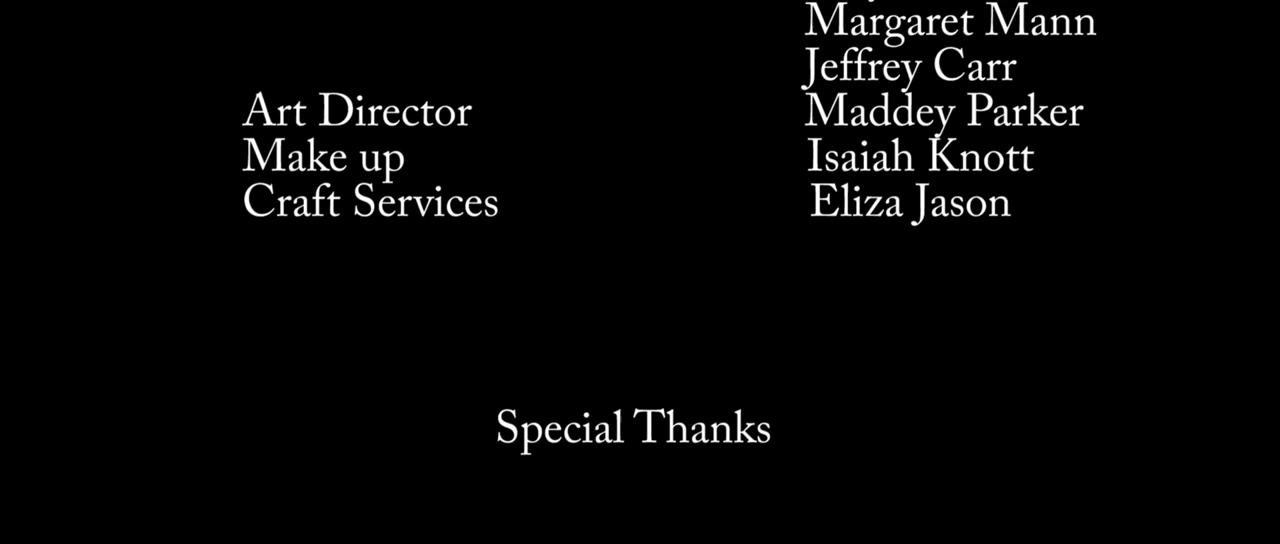 Margaret Mann
Jeffrey Carr
Art Director Maddey Parker
Make up Isaiah Knott
Craft Services Eliza Jason
Special Thanks